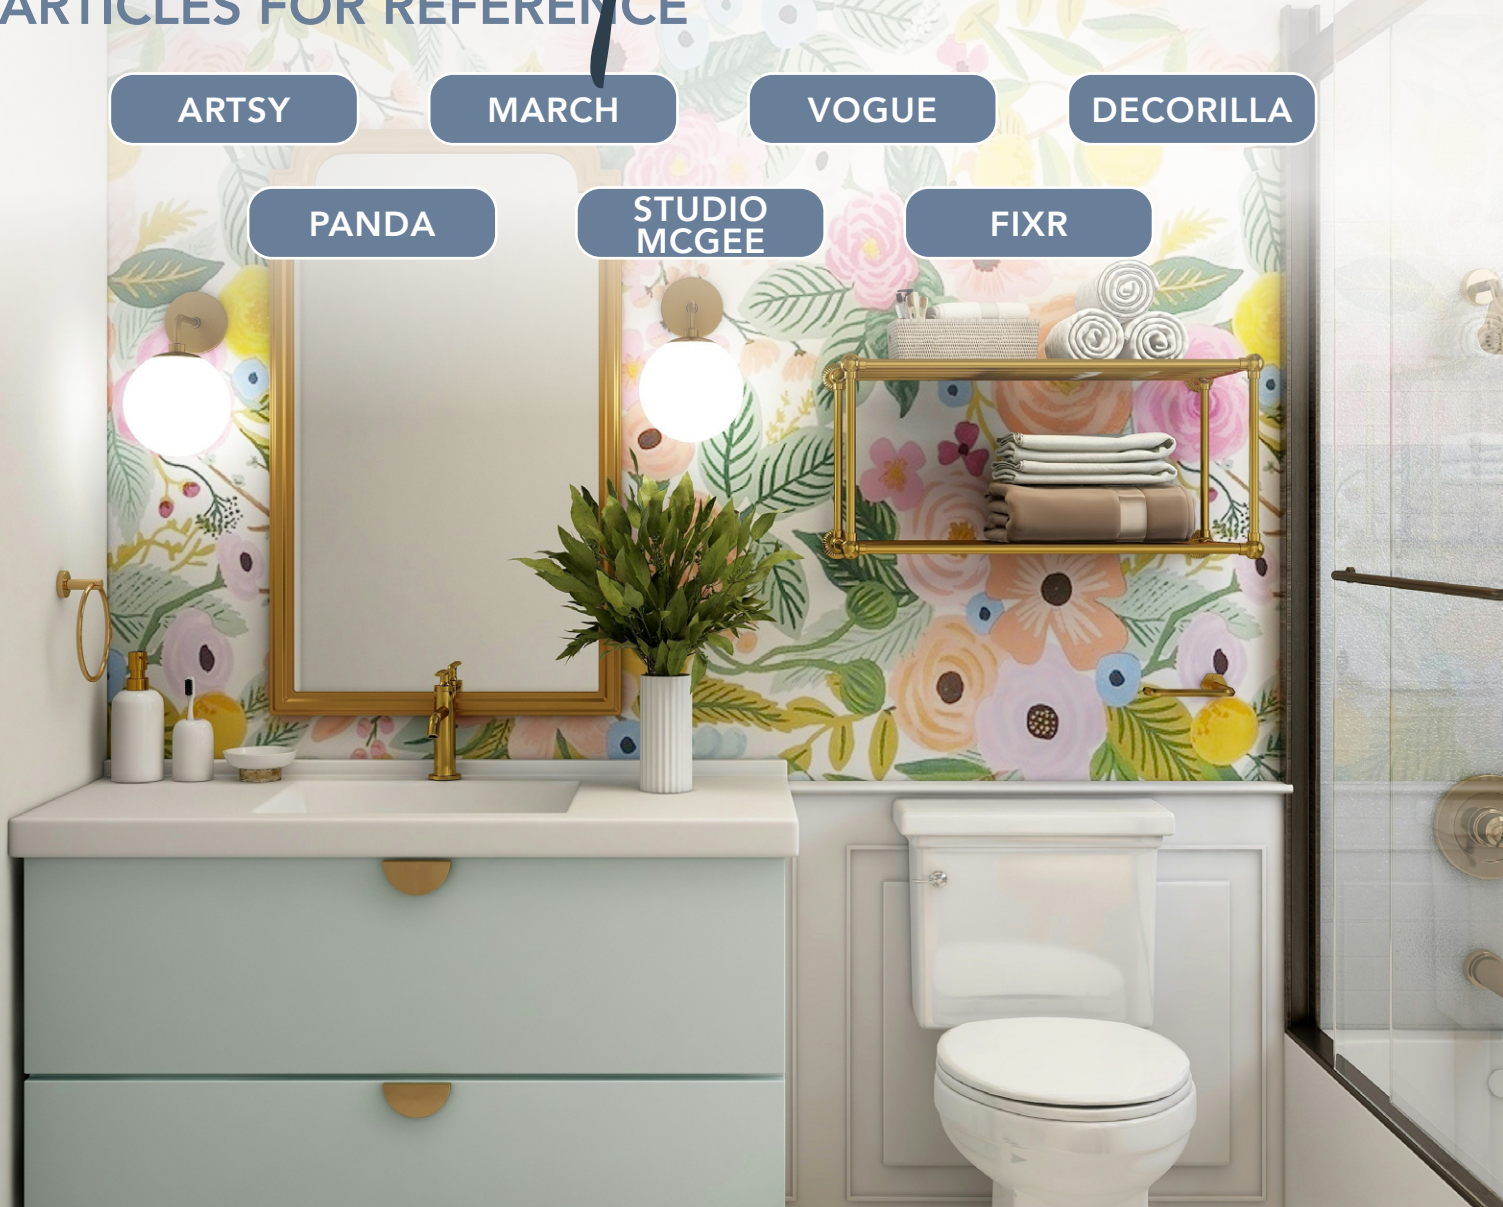 ARTICLES FOR REFERENCE
ARTSY
MARCH
VOGUE
DECORILLA
PANDA
STUDIO
MCGEE
FIXR